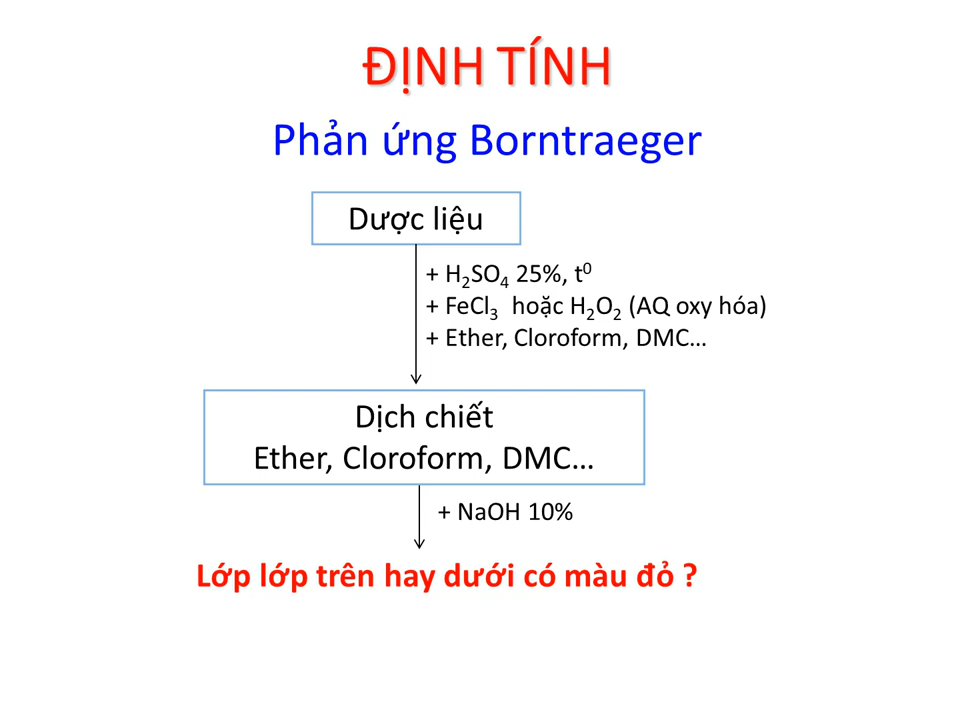 ĐỊNH TÍNH
Phản ứng Borntraeger
Dược liệu
+ H₂SO₄ 25%, t⁰
+ FeCl₃ hoặc H₂O₂ (AQ oxy hóa)
+ Ether, Cloroform, DMC...
Dịch chiết
Ether, Cloroform, DMC...
+ NaOH 10%
Lớp lớp trên hay dưới có màu đỏ ?